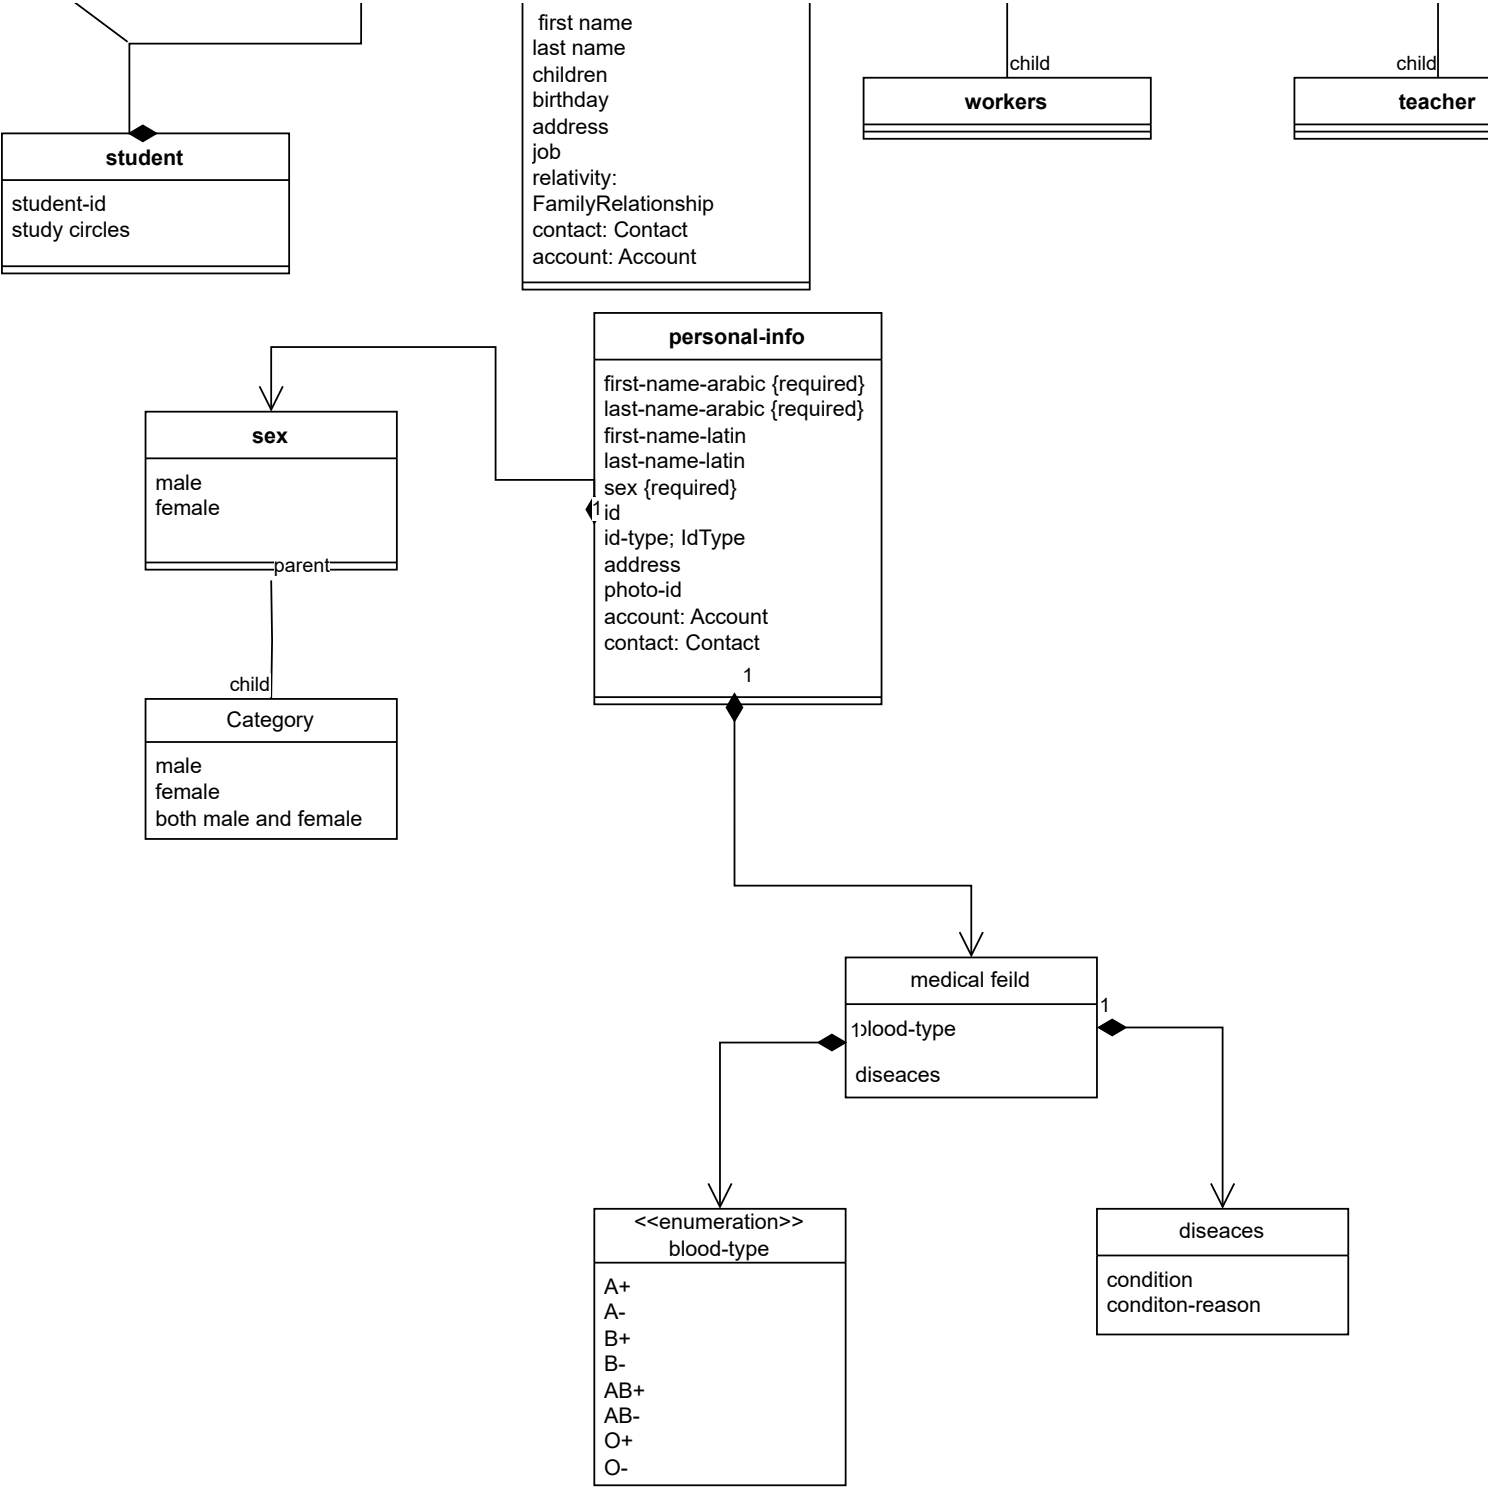 first name
last name
children
birthday
address
job
relativity:
FamilyRelationship
contact: Contact
account: Account
child
workers
child
teacher
student
student-id
study circles
personal-info
first-name-arabic {required}
last-name-arabic {required}
first-name-latin
last-name-latin
sex {required}
1
id
id-type; IdType
address
photo-id
account: Account
contact: Contact
1
sex
male
female
parent
child
Category
male
female
both male and female
medical feild
1
1
blood-type
diseaces
<<enumeration>>
blood-type
A+
A-
B+
B-
AB+
AB-
O+
O-
diseaces
condition
conditon-reason